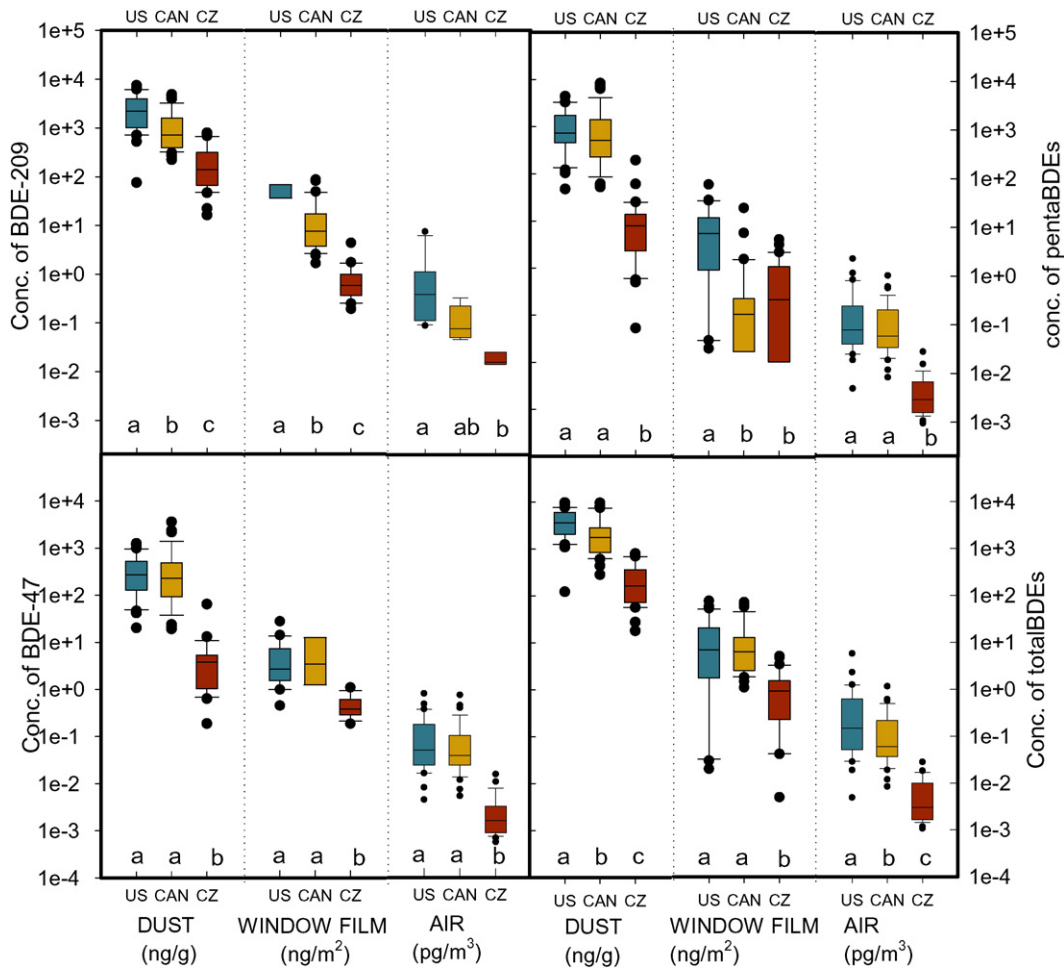 US CAN CZ US CAN CZ US CAN CZ US CAN CZ US CAN CZ US CAN CZ
Conc. of BDE-209
1e+5
1e+4
1e+3
1e+2
1e+1
1e+0
1e-1
1e-2
1e-3
a b c a b c a ab b
a a b a b b a a b
1e+5
1e+4
1e+3
1e+2
1e+1
1e+0
1e-1
1e-2
1e-3
conc. of pentaBDEs
Conc. of BDE-47
1e+4
1e+3
1e+2
1e+1
1e+0
1e-1
1e-2
1e-3
1e-4
a a b a a b a a b
a b c a a b a b c
1e+4
1e+3
1e+2
1e+1
1e+0
1e-1
1e-2
1e-3
1e-4
Conc. of totalBDEs
US CAN CZ US CAN CZ US CAN CZ US CAN CZ US CAN CZ US CAN CZ
DUST WINDOW FILM AIR DUST WINDOW FILM AIR
(ng/g) (ng/m²) (pg/m³) (ng/g) (ng/m²) (pg/m³)